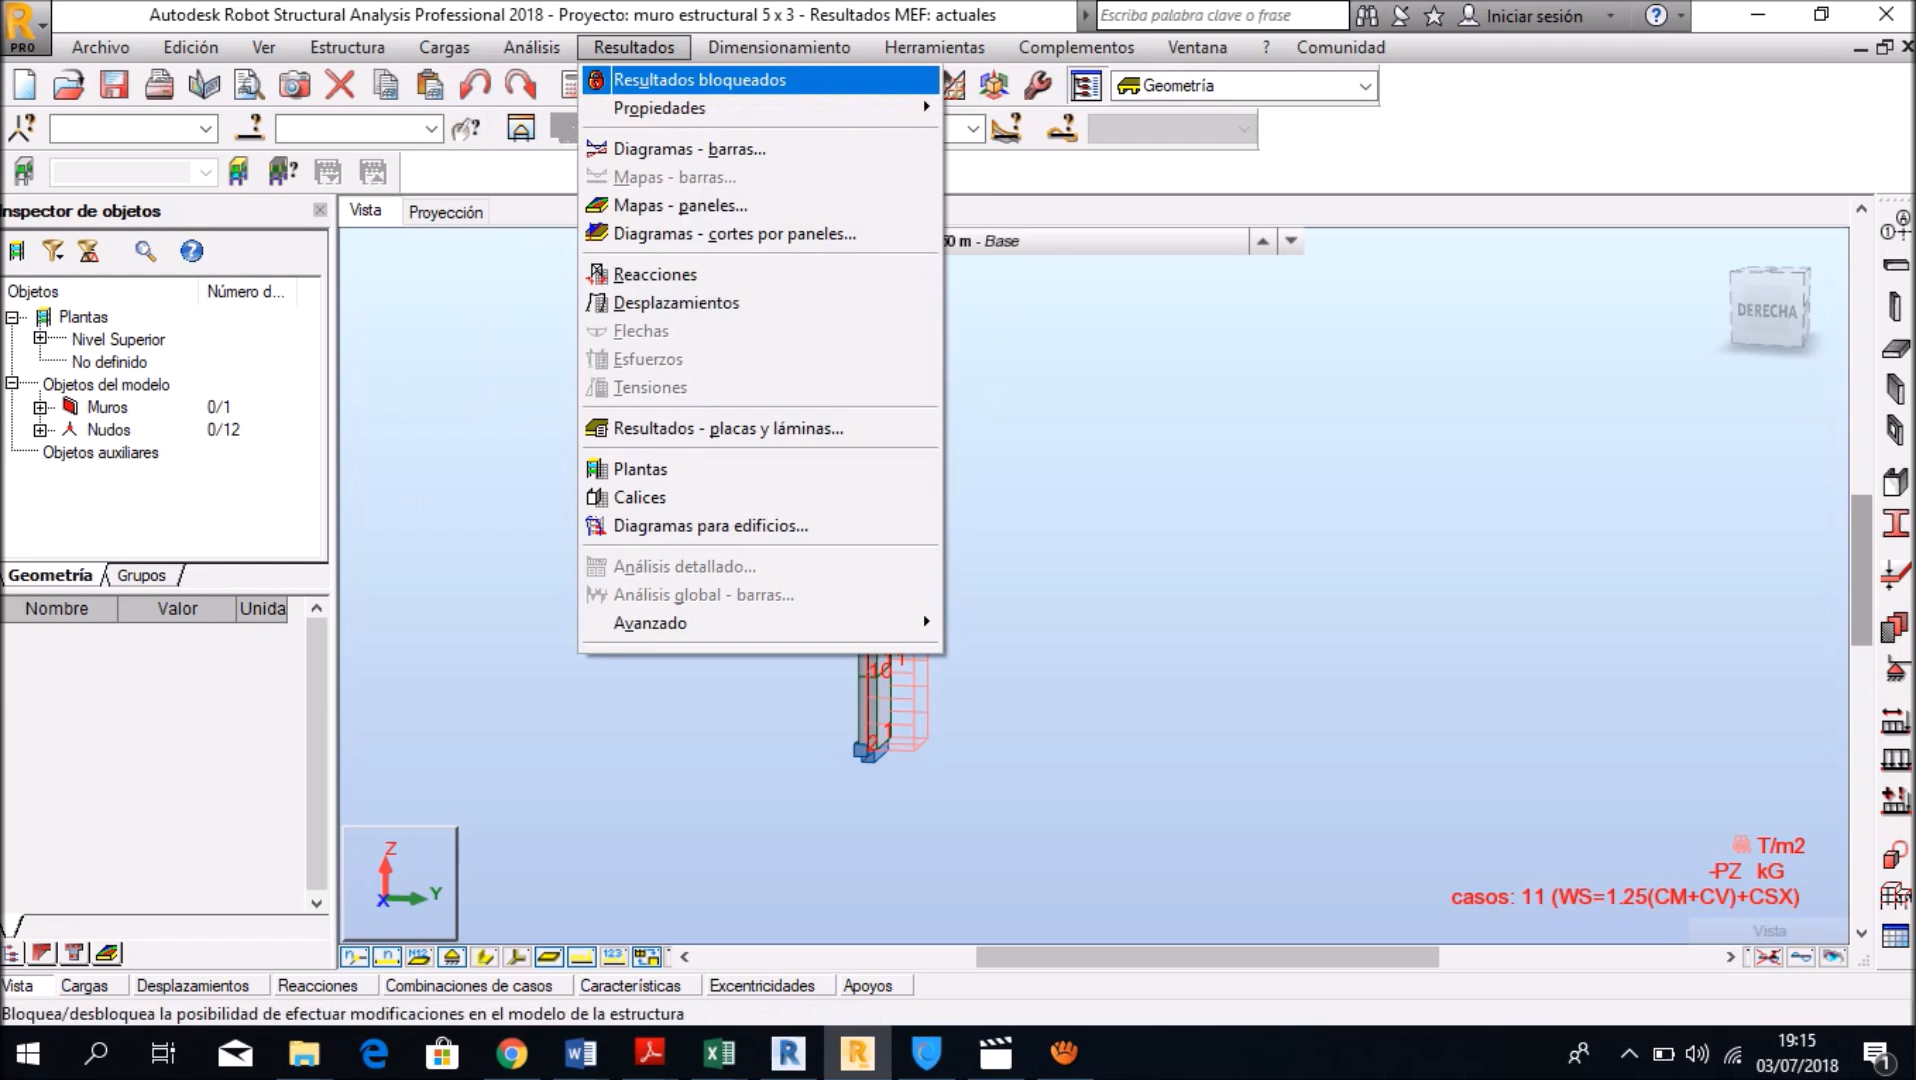 Autodesk Robot Structural Analysis Professional 2018 - Proyecto: muro estructural 5 x 3 - Resultados MEF: actuales
Escriba palabra clave o frase
Iniciar sesión
PRO
Archivo Edición Ver Estructura Cargas Análisis Resultados Dimensionamiento Herramientas Complementos Ventana ? Comunidad
Geometría
Resultados bloqueados
Propiedades
Diagramas - barras...
Mapas - barras...
Mapas - paneles...
Diagramas - cortes por paneles...
Reacciones
Desplazamientos
Flechas
Esfuerzos
Tensiones
Resultados - placas y láminas...
Plantas
Calices
Diagramas para edificios...
Análisis detallado...
Análisis global - barras...
Avanzado
Inspector de objetos
Objetos Número d...
Plantas
Nivel Superior
No definido
Objetos del modelo
Muros 0/1
Nudos 0/12
Objetos auxiliares
Geometría Grupos
Nombre Valor Unida
Vista Proyección
50 m - Base
DERECHA
10
2 1
Z
X Y
T/m2
-PZ kG
casos: 11 (WS=1.25(CM+CV)+CSX)
Vista
Vista Cargas Desplazamientos Reacciones Combinaciones de casos Características Excentricidades Apoyos
Bloquea/desbloquea la posibilidad de efectuar modificaciones en el modelo de la estructura
19:15
03/07/2018
1